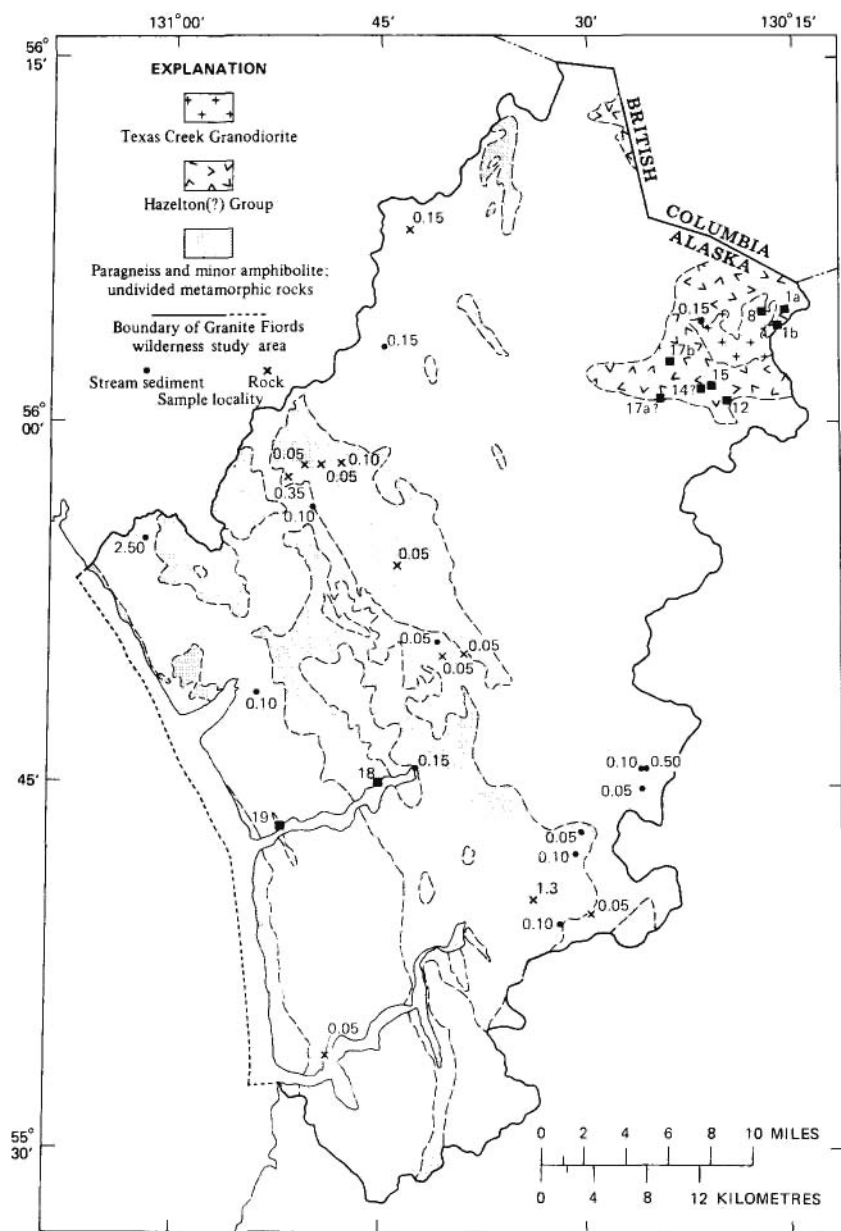 131° 00'
45'
30'
130° 15'
56°
15'
EXPLANATION
Texas Creek Granodiorite
Hazelton(?) Group
Paragneiss and minor amphibolite;
undivided metamorphic rocks
Boundary of Granite Fiords
wilderness study area
Stream sediment
Rock
Sample locality
BRITISH
COLUMBIA
ALASKA
0.15
1a
0.15
8
1b
0.15
17b
15
14?
17a?
12
56°
00'
0.05
0.10
0.05
0.35
0.10
2.50
0.05
0.05
0.05
0.05
0.10
45'
18
0.15
0.10
0.50
0.05
19
0.05
0.10
1.3
0.05
0.10
0.05
55°
30'
0 2 4 6 8 10 MILES
0 4 8 12 KILOMETRES